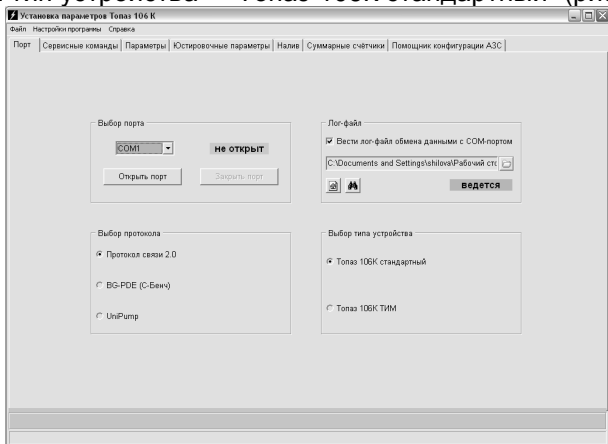 тип устройства – "Топаз-106К стандартный" (рис
Установка параметров Топаз 106 К
Файл Настройки программы Справка
Порт Сервисные команды Параметры Юстировочные параметры Налив Суммарные счётчики Помощник конфигурации АЗС
Выбор порта
COM1
не открыт
Открыть порт
Закрыть порт
Лог-файл
Вести лог-файл обмена данными с COM-портом
C:\Documents and Settings\shilova\Рабочий стс
ведется
Выбор протокола
Протокол связи 2.0
BG-PDE (С-Бенч)
UniPump
Выбор типа устройства
Топаз 106К стандартный
Топаз 106К ТИМ